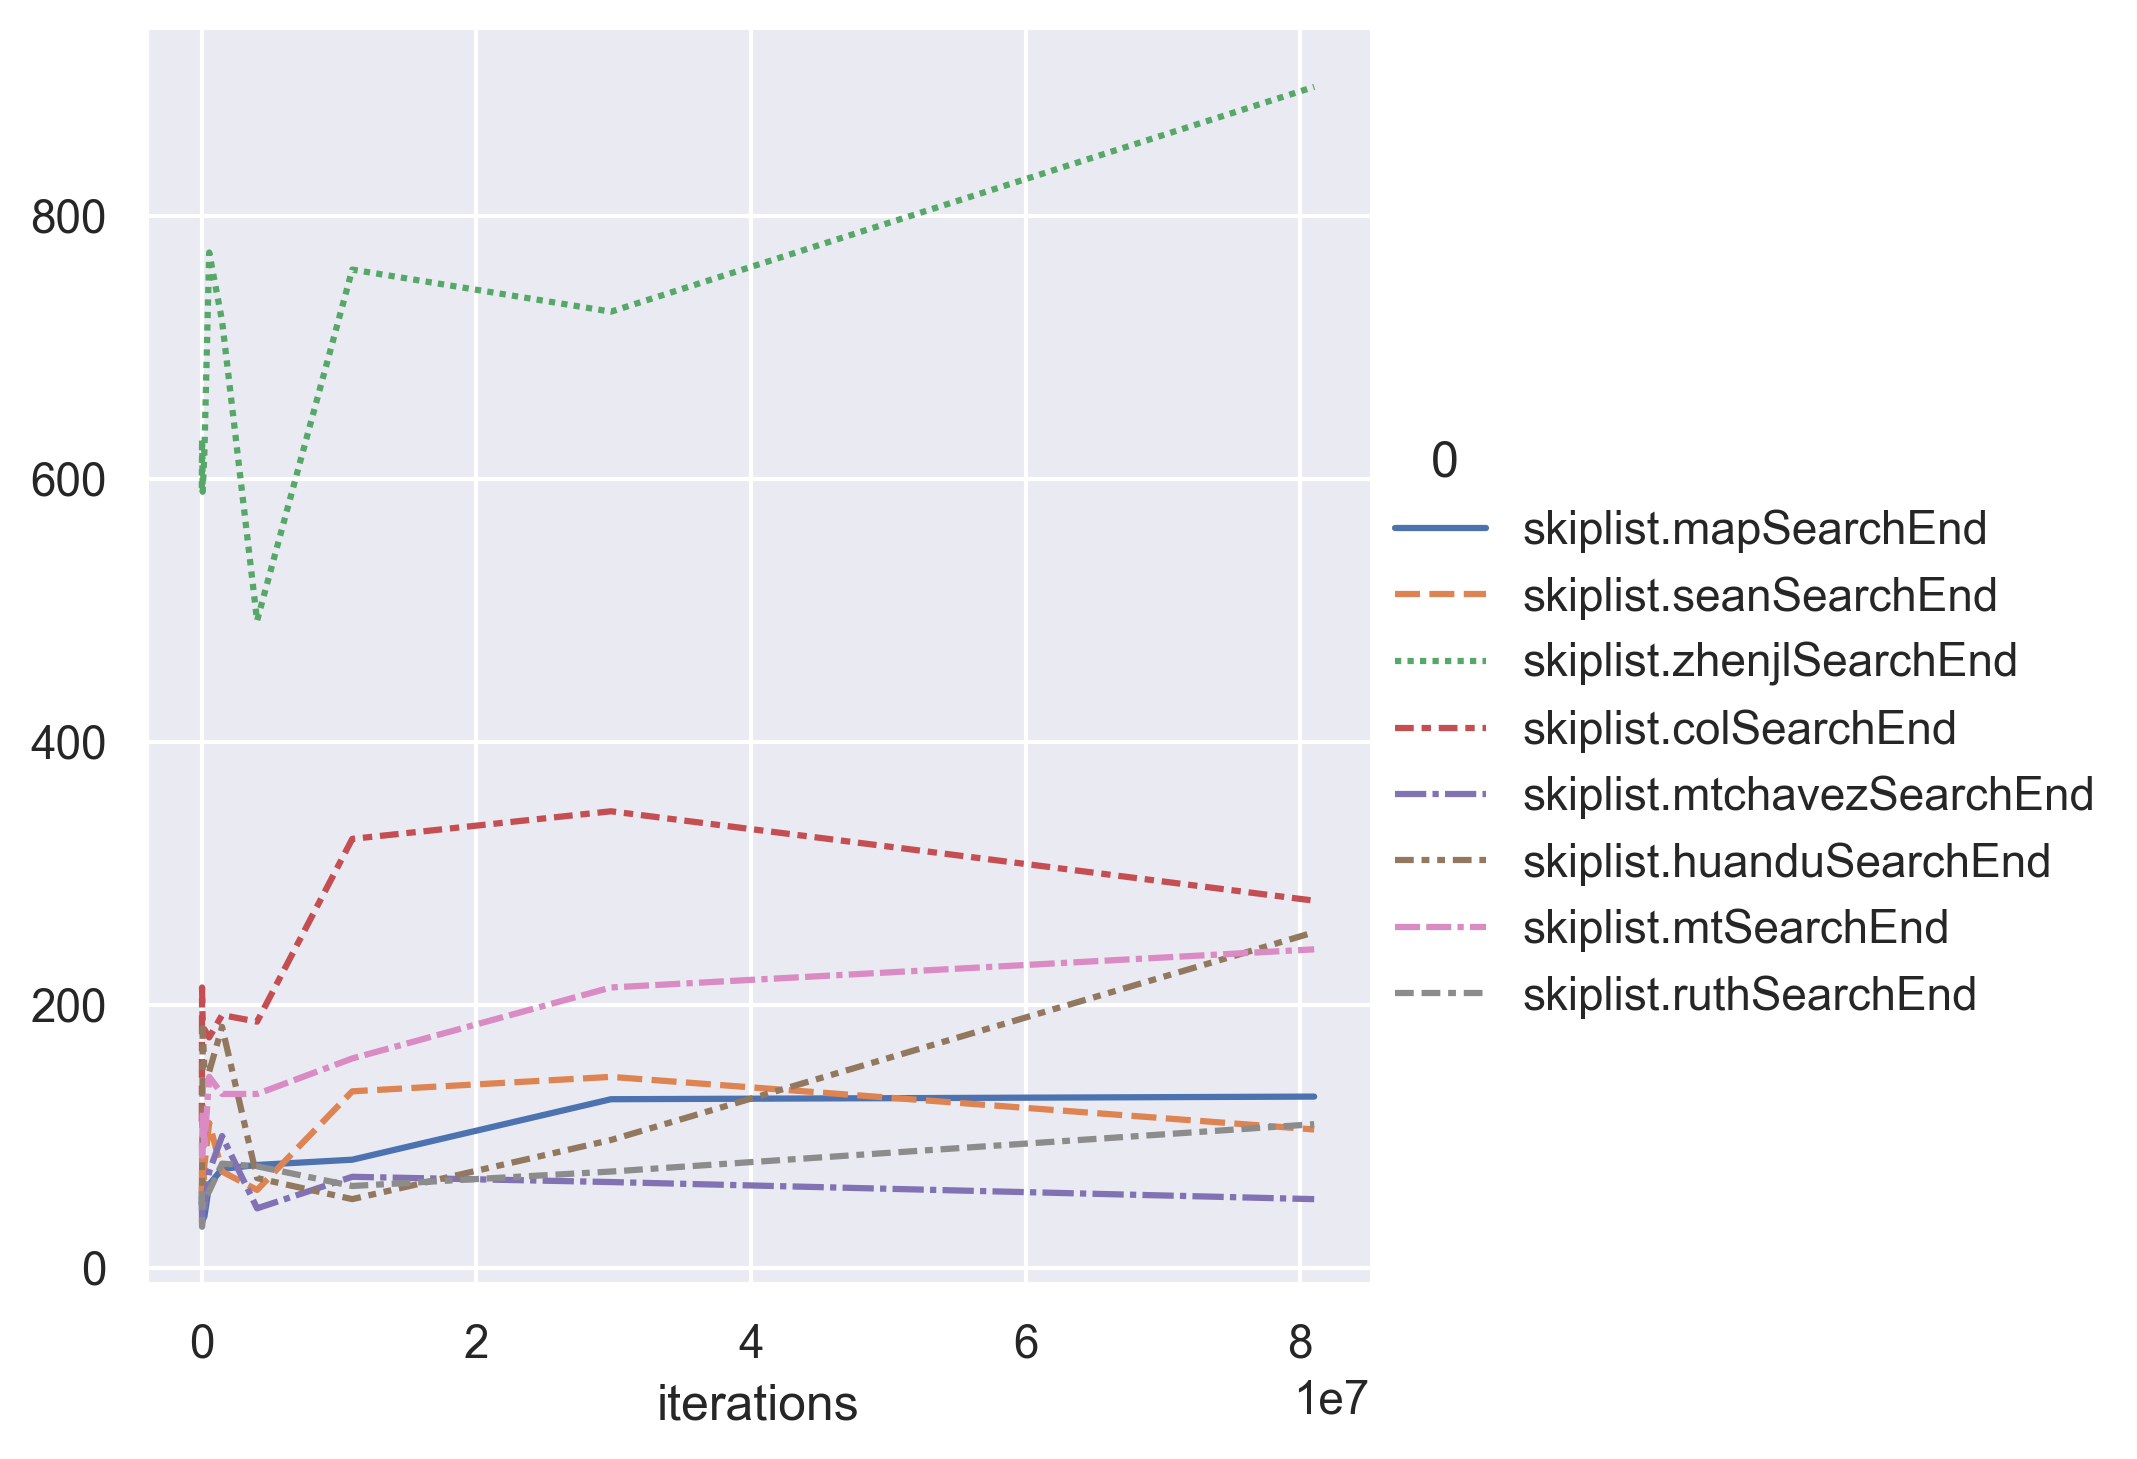 800
600
400
200
0
0
2
4
6
8
1e7
iterations
0
skiplist.mapSearchEnd
skiplist.seanSearchEnd
skiplist.zhenjlSearchEnd
skiplist.colSearchEnd
skiplist.mtchavezSearchEnd
skiplist.huanduSearchEnd
skiplist.mtSearchEnd
skiplist.ruthSearchEnd